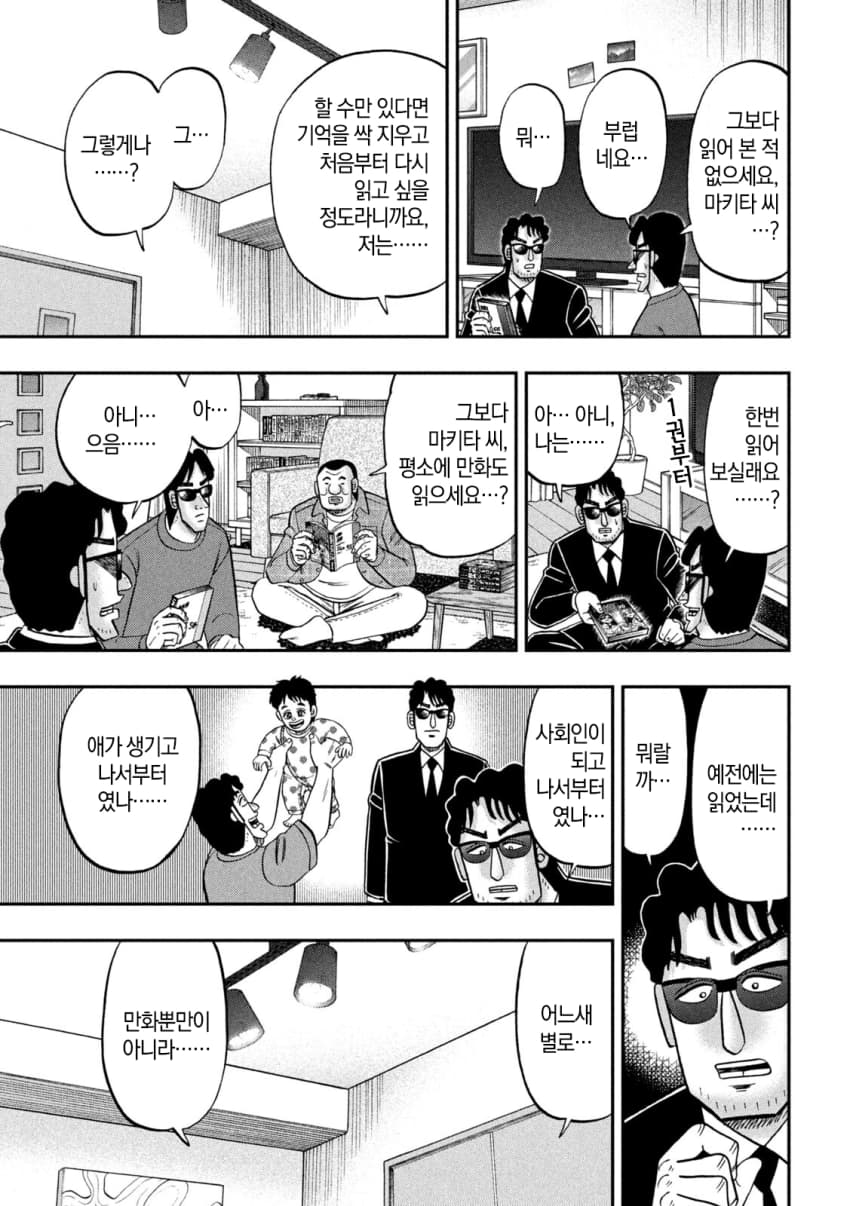 그보다
읽어 본 적
없으세요,
마키타 씨
…?
부럽
네요…
뭐…
할 수만 있다면
기억을 싹 지우고
처음부터 다시
읽고 싶을
정도라니까요,
저는……
그…
그렇게나
……?
한번
읽어
보실래요
……?
1권부터
아… 아니,
나는……
그보다
마키타 씨,
평소에 만화도
읽으세요…?
아…
아니…
으음……
예전에는
읽었는데
……
뭐랄
까…
사회인이
되고
나서부터
였나…
애가 생기고
나서부터
였나……
어느새
별로…
만화뿐만이
아니라……